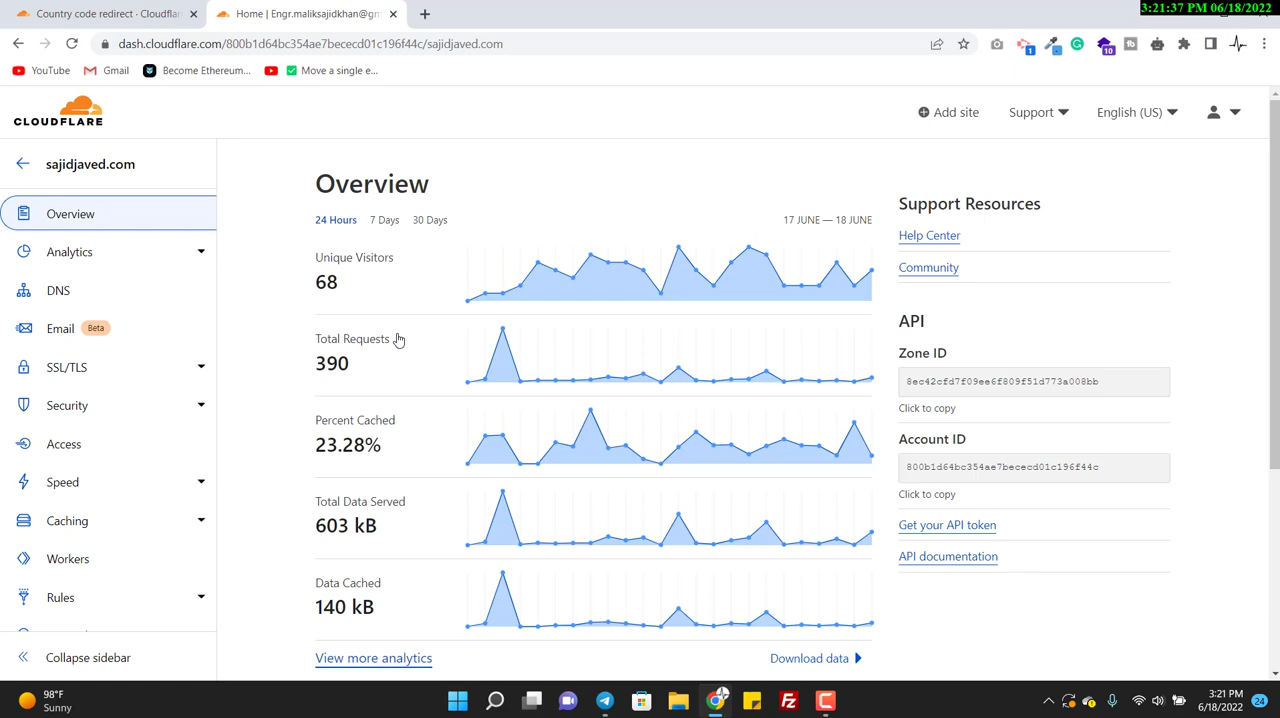 3:21:37 PM 06/18/2022
Country code redirect · Cloudflar
Home | Engr.maliksajidkhan@gm
dash.cloudflare.com/800b1d64bc354ae7bececd01c196f44c/sajidjaved.com
1
10
YouTube
Gmail
Become Ethereum...
Move a single e...
CLOUDFLARE
Add site
Support
English (US)
sajidjaved.com
Overview
Analytics
DNS
Email Beta
SSL/TLS
Security
Access
Speed
Caching
Workers
Rules
Collapse sidebar
Overview
24 Hours 7 Days 30 Days
17 JUNE — 18 JUNE
Unique Visitors
68
Total Requests
390
Percent Cached
23.28%
Total Data Served
603 kB
Data Cached
140 kB
View more analytics
Download data
Support Resources
Help Center
Community
API
Zone ID
8ec42cfd7f09ee6f809f51d773a008bb
Click to copy
Account ID
800b1d64bc354ae7bececd01c196f44c
Click to copy
Get your API token
API documentation
98°F
Sunny
3:21 PM
6/18/2022
24